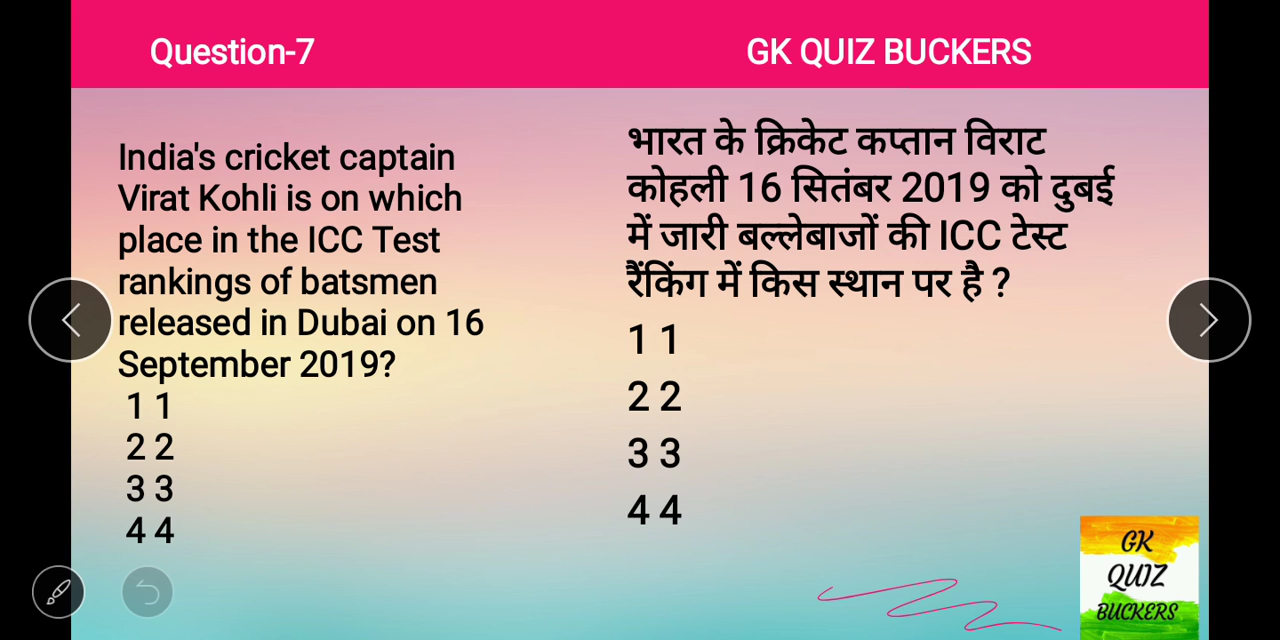 Question-7
GK QUIZ BUCKERS
India's cricket captain
Virat Kohli is on which
place in the ICC Test
rankings of batsmen
released in Dubai on 16
September 2019?
1 1
2 2
3 3
4 4
भारत के क्रिकेट कप्तान विराट
कोहली 16 सितंबर 2019 को दुबई
में जारी बल्लेबाजों की ICC टेस्ट
रैंकिंग में किस स्थान पर है ?
1 1
2 2
3 3
4 4
GK
QUIZ
BUCKERS